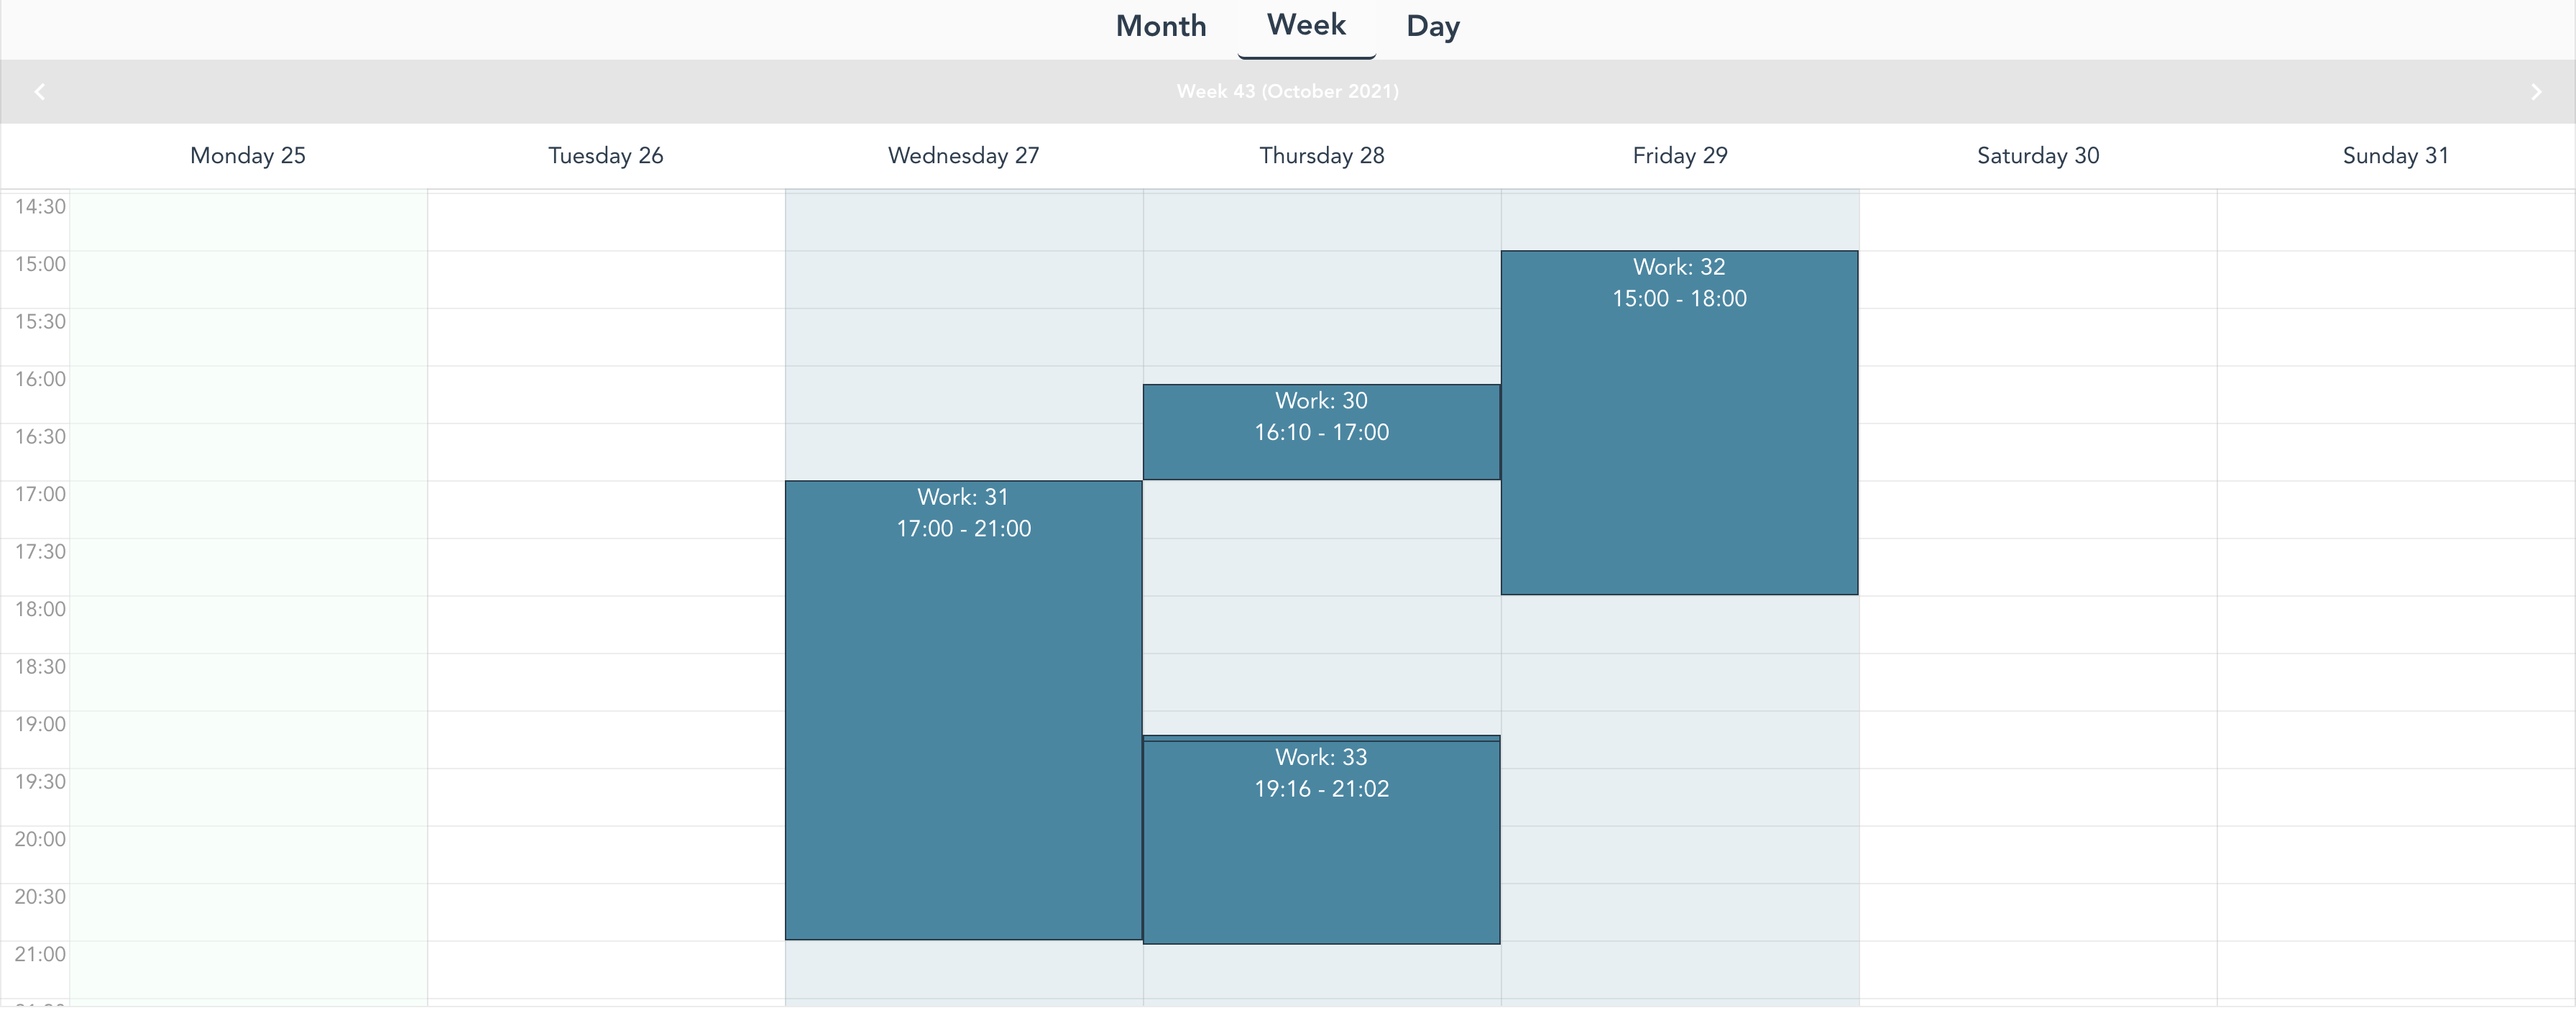 Month Week Day
Week 43 (October 2021)
Monday 25 Tuesday 26 Wednesday 27 Thursday 28 Friday 29 Saturday 30 Sunday 31
14:30
15:00
Work: 32
15:00 - 18:00
15:30
16:00
Work: 30
16:10 - 17:00
16:30
17:00
Work: 31
17:00 - 21:00
17:30
18:00
18:30
19:00
Work: 33
19:16 - 21:02
19:30
20:00
20:30
21:00